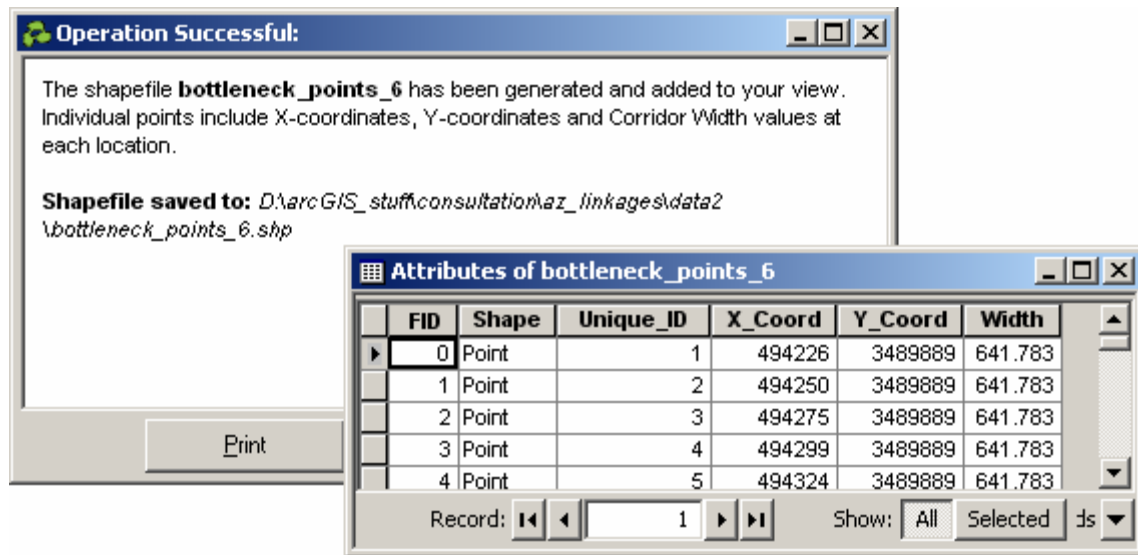 Operation Successful:
The shapefile bottleneck_points_6 has been generated and added to your view.
Individual points include X-coordinates, Y-coordinates and Corridor Width values at
each location.
Shapefile saved to: D:\arcGIS_stuff\consultation\az_linkages\data2
\bottleneck_points_6.shp
Print
Attributes of bottleneck_points_6
FID Shape Unique_ID X_Coord Y_Coord Width
0 Point 1 494226 3489889 641.783
1 Point 2 494250 3489889 641.783
2 Point 3 494275 3489889 641.783
3 Point 4 494299 3489889 641.783
4 Point 5 494324 3489889 641.783
Record: 1 Show: All Selected